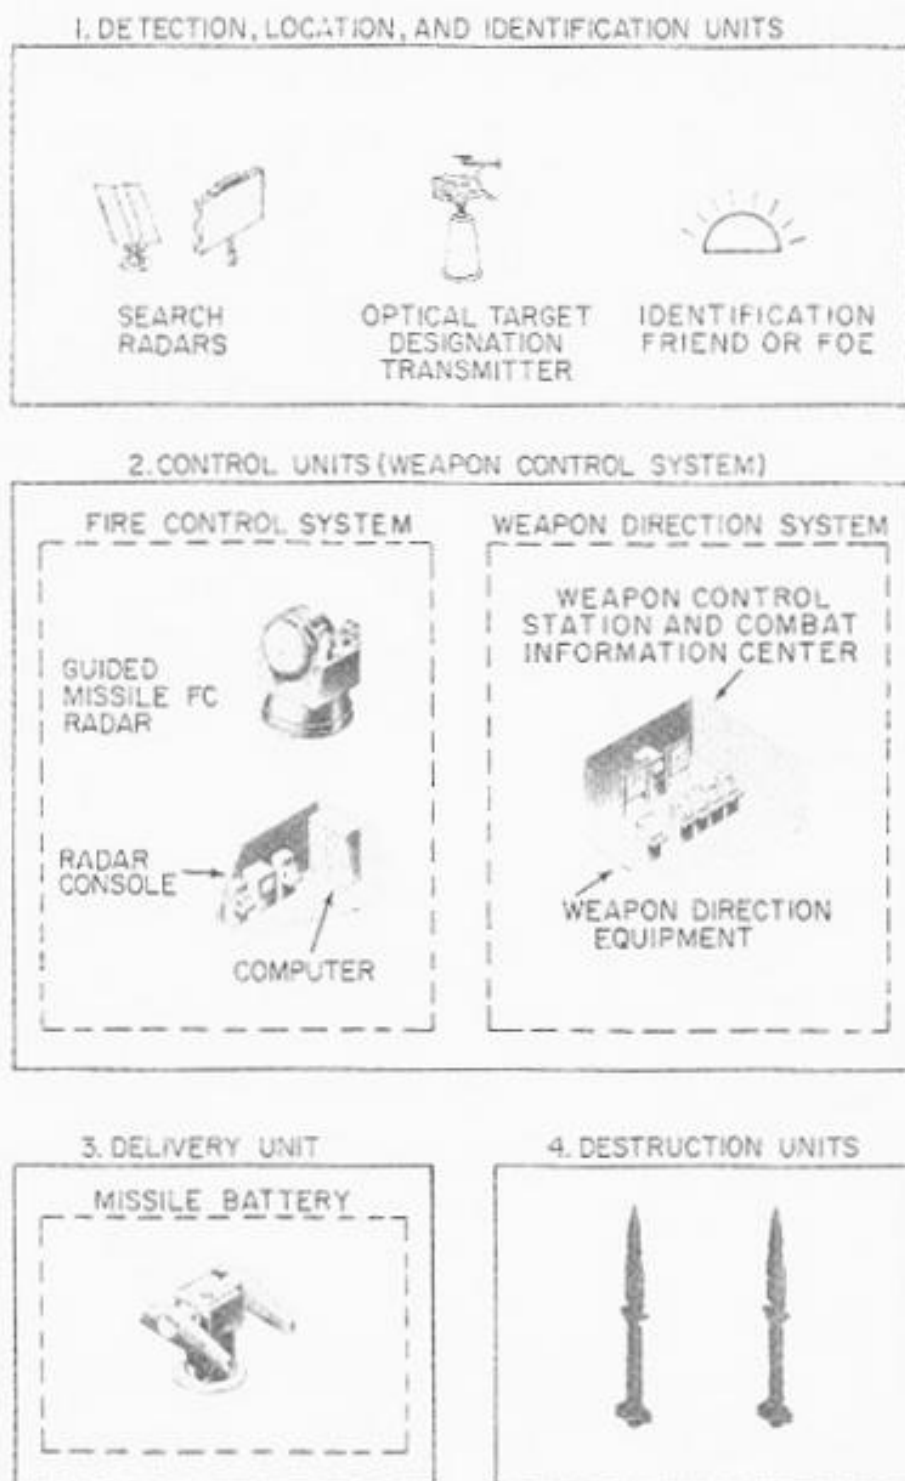 1. DETECTION, LOCATION, AND IDENTIFICATION UNITS
SEARCH
RADARS
OPTICAL TARGET
DESIGNATION
TRANSMITTER
IDENTIFICATION
FRIEND OR FOE
2. CONTROL UNITS (WEAPON CONTROL SYSTEM)
FIRE CONTROL SYSTEM
GUIDED
MISSILE FC
RADAR
RADAR
CONSOLE
COMPUTER
WEAPON DIRECTION SYSTEM
WEAPON CONTROL
STATION AND COMBAT
INFORMATION CENTER
WEAPON DIRECTION
EQUIPMENT
3. DELIVERY UNIT
MISSILE BATTERY
4. DESTRUCTION UNITS